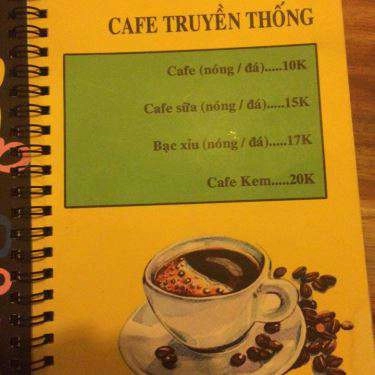 CAFE TRUYỀN THỐNG
Cafe (nóng / đá).....10K
Cafe sữa (nóng / đá).....15K
Bạc xỉu (nóng / đá).....17K
Cafe Kem.....20K